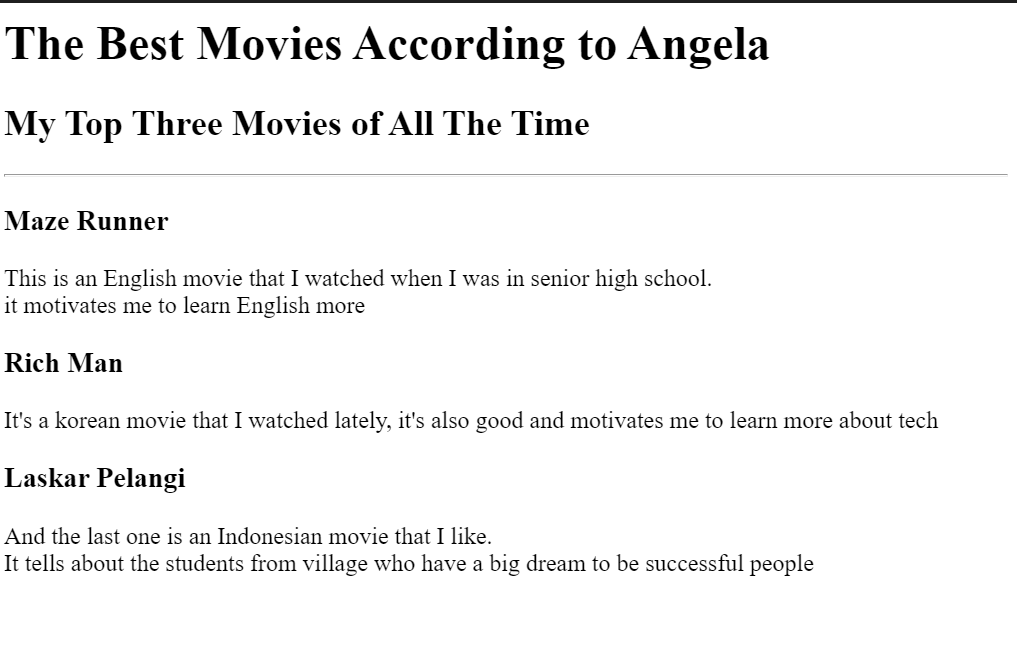 The Best Movies According to Angela
My Top Three Movies of All The Time
Maze Runner
This is an English movie that I watched when I was in senior high school.
it motivates me to learn English more
Rich Man
It's a korean movie that I watched lately, it's also good and motivates me to learn more about tech
Laskar Pelangi
And the last one is an Indonesian movie that I like.
It tells about the students from village who have a big dream to be successful people